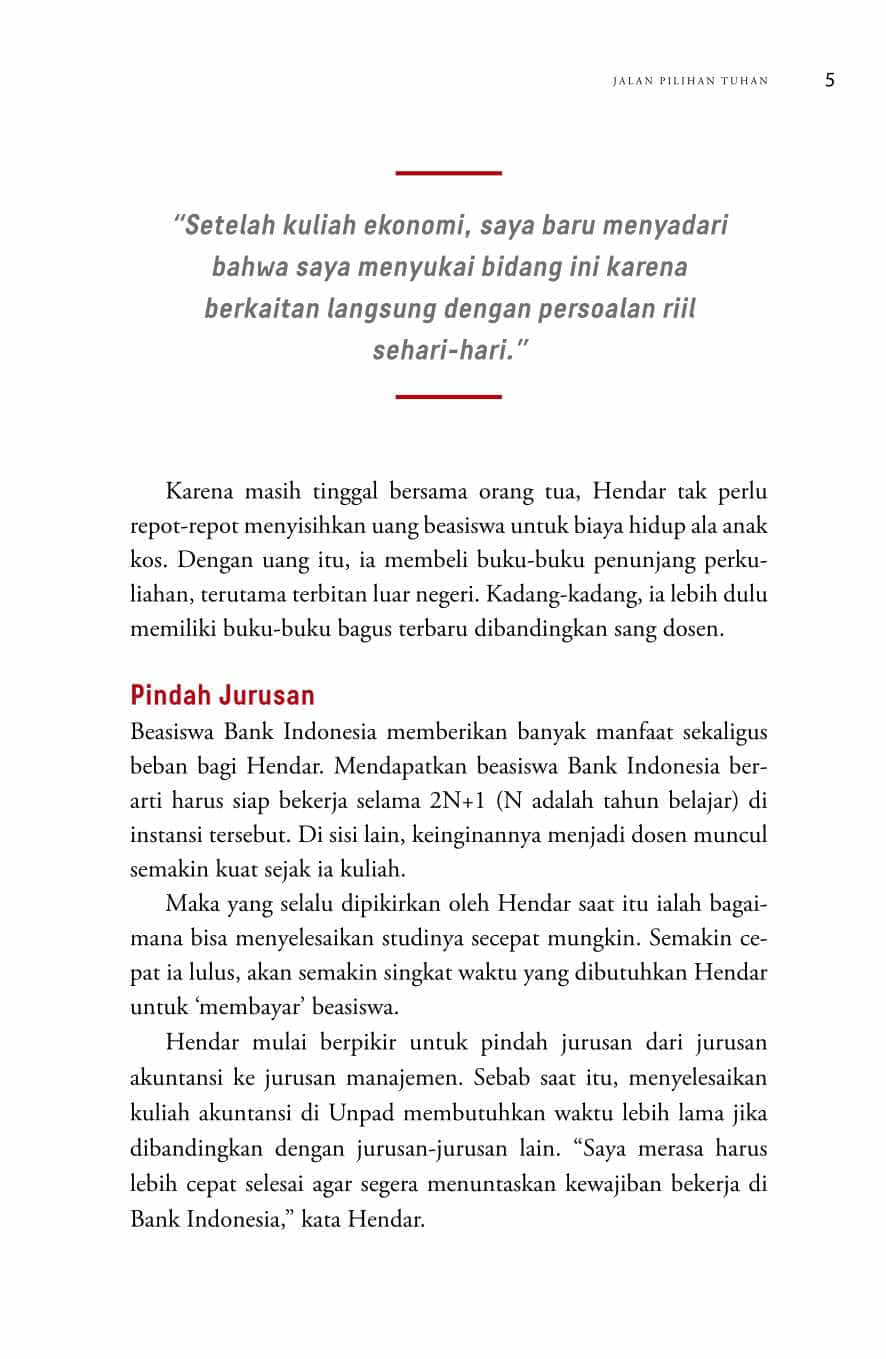 JALAN PILIHAN TUHAN 5
“Setelah kuliah ekonomi, saya baru menyadari
bahwa saya menyukai bidang ini karena
berkaitan langsung dengan persoalan riil
sehari-hari.”
Karena masih tinggal bersama orang tua, Hendar tak perlu
repot-repot menyisihkan uang beasiswa untuk biaya hidup ala anak
kos. Dengan uang itu, ia membeli buku-buku penunjang perku-
liahan, terutama terbitan luar negeri. Kadang-kadang, ia lebih dulu
memiliki buku-buku bagus terbaru dibandingkan sang dosen.
Pindah Jurusan
Beasiswa Bank Indonesia memberikan banyak manfaat sekaligus
beban bagi Hendar. Mendapatkan beasiswa Bank Indonesia ber-
arti harus siap bekerja selama 2N+1 (N adalah tahun belajar) di
instansi tersebut. Di sisi lain, keinginannya menjadi dosen muncul
semakin kuat sejak ia kuliah.
Maka yang selalu dipikirkan oleh Hendar saat itu ialah bagai-
mana bisa menyelesaikan studinya secepat mungkin. Semakin ce-
pat ia lulus, akan semakin singkat waktu yang dibutuhkan Hendar
untuk ‘membayar’ beasiswa.
Hendar mulai berpikir untuk pindah jurusan dari jurusan
akuntansi ke jurusan manajemen. Sebab saat itu, menyelesaikan
kuliah akuntansi di Unpad membutuhkan waktu lebih lama jika
dibandingkan dengan jurusan-jurusan lain. “Saya merasa harus
lebih cepat selesai agar segera menuntaskan kewajiban bekerja di
Bank Indonesia,” kata Hendar.